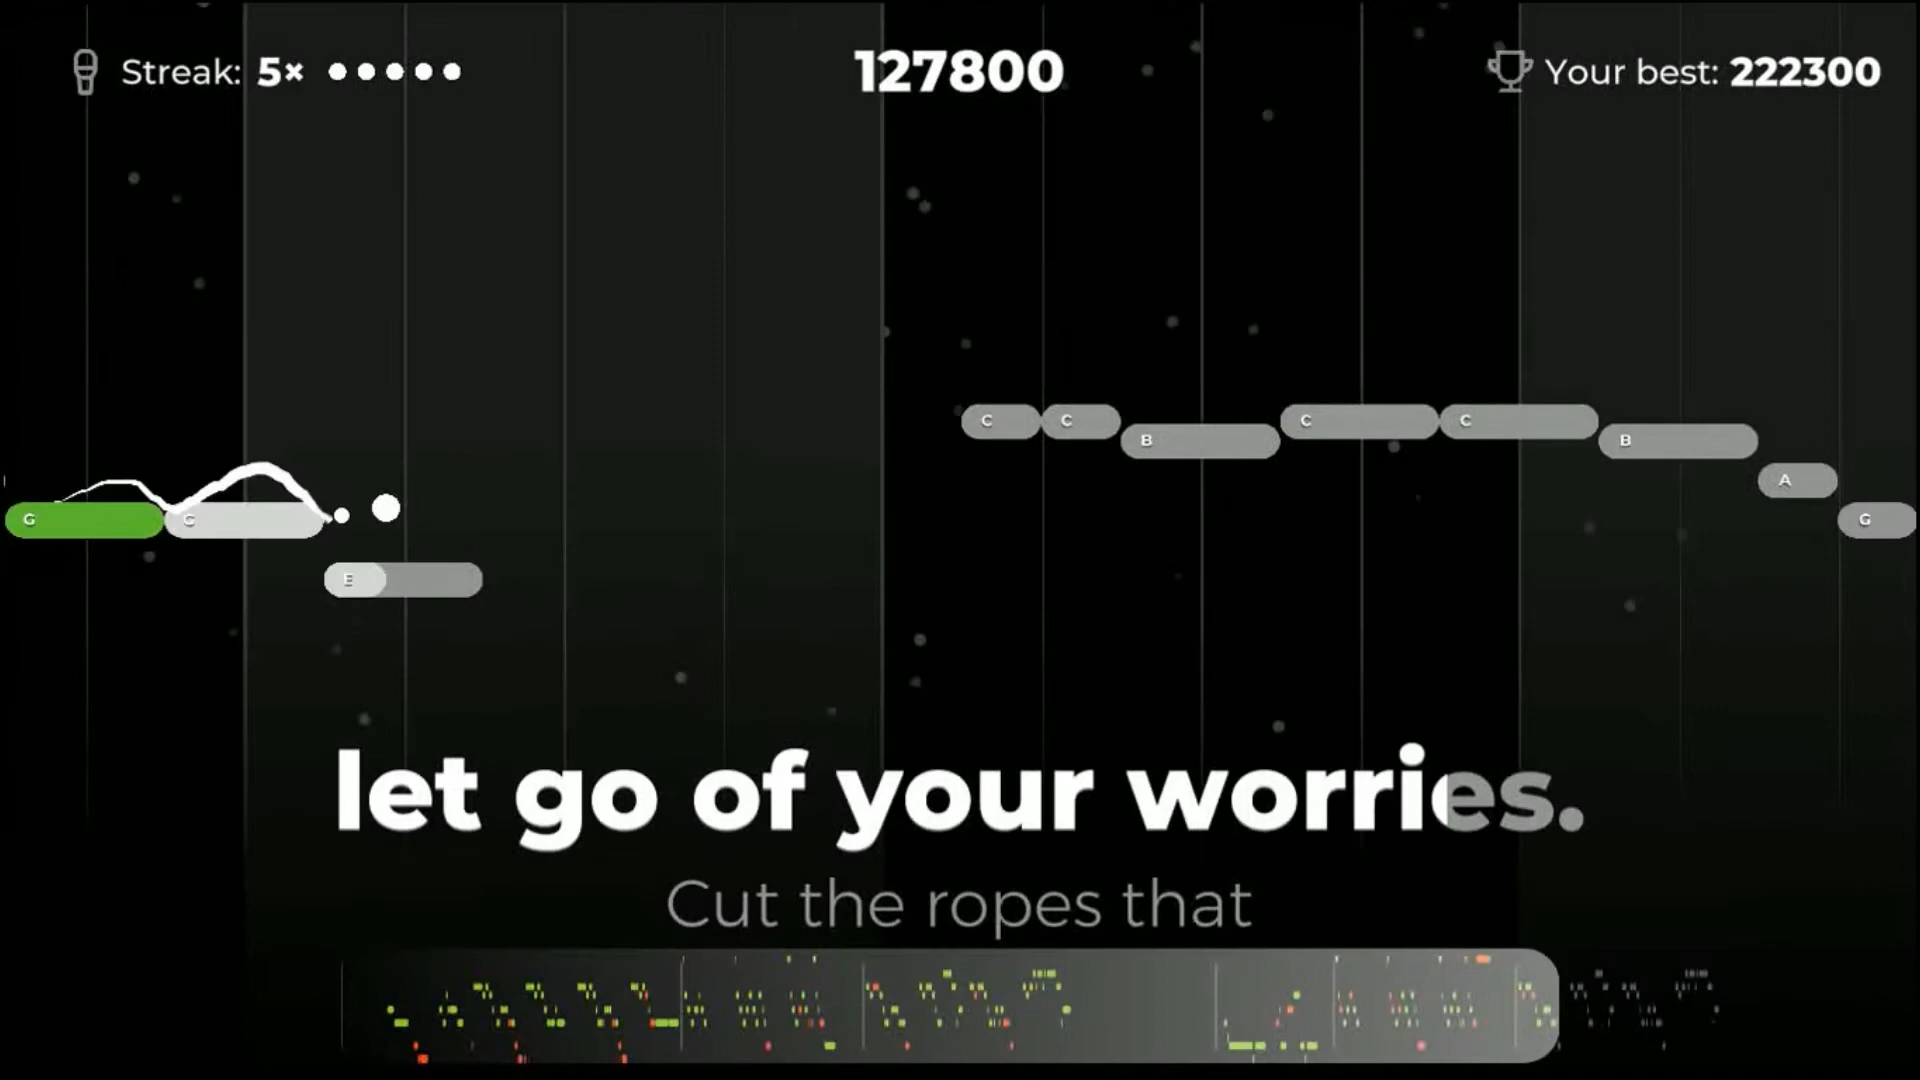 Streak: 5× 127800 Your best: 222300
C C C C
B B
A
G G G
E
let go of your worries.
Cut the ropes that